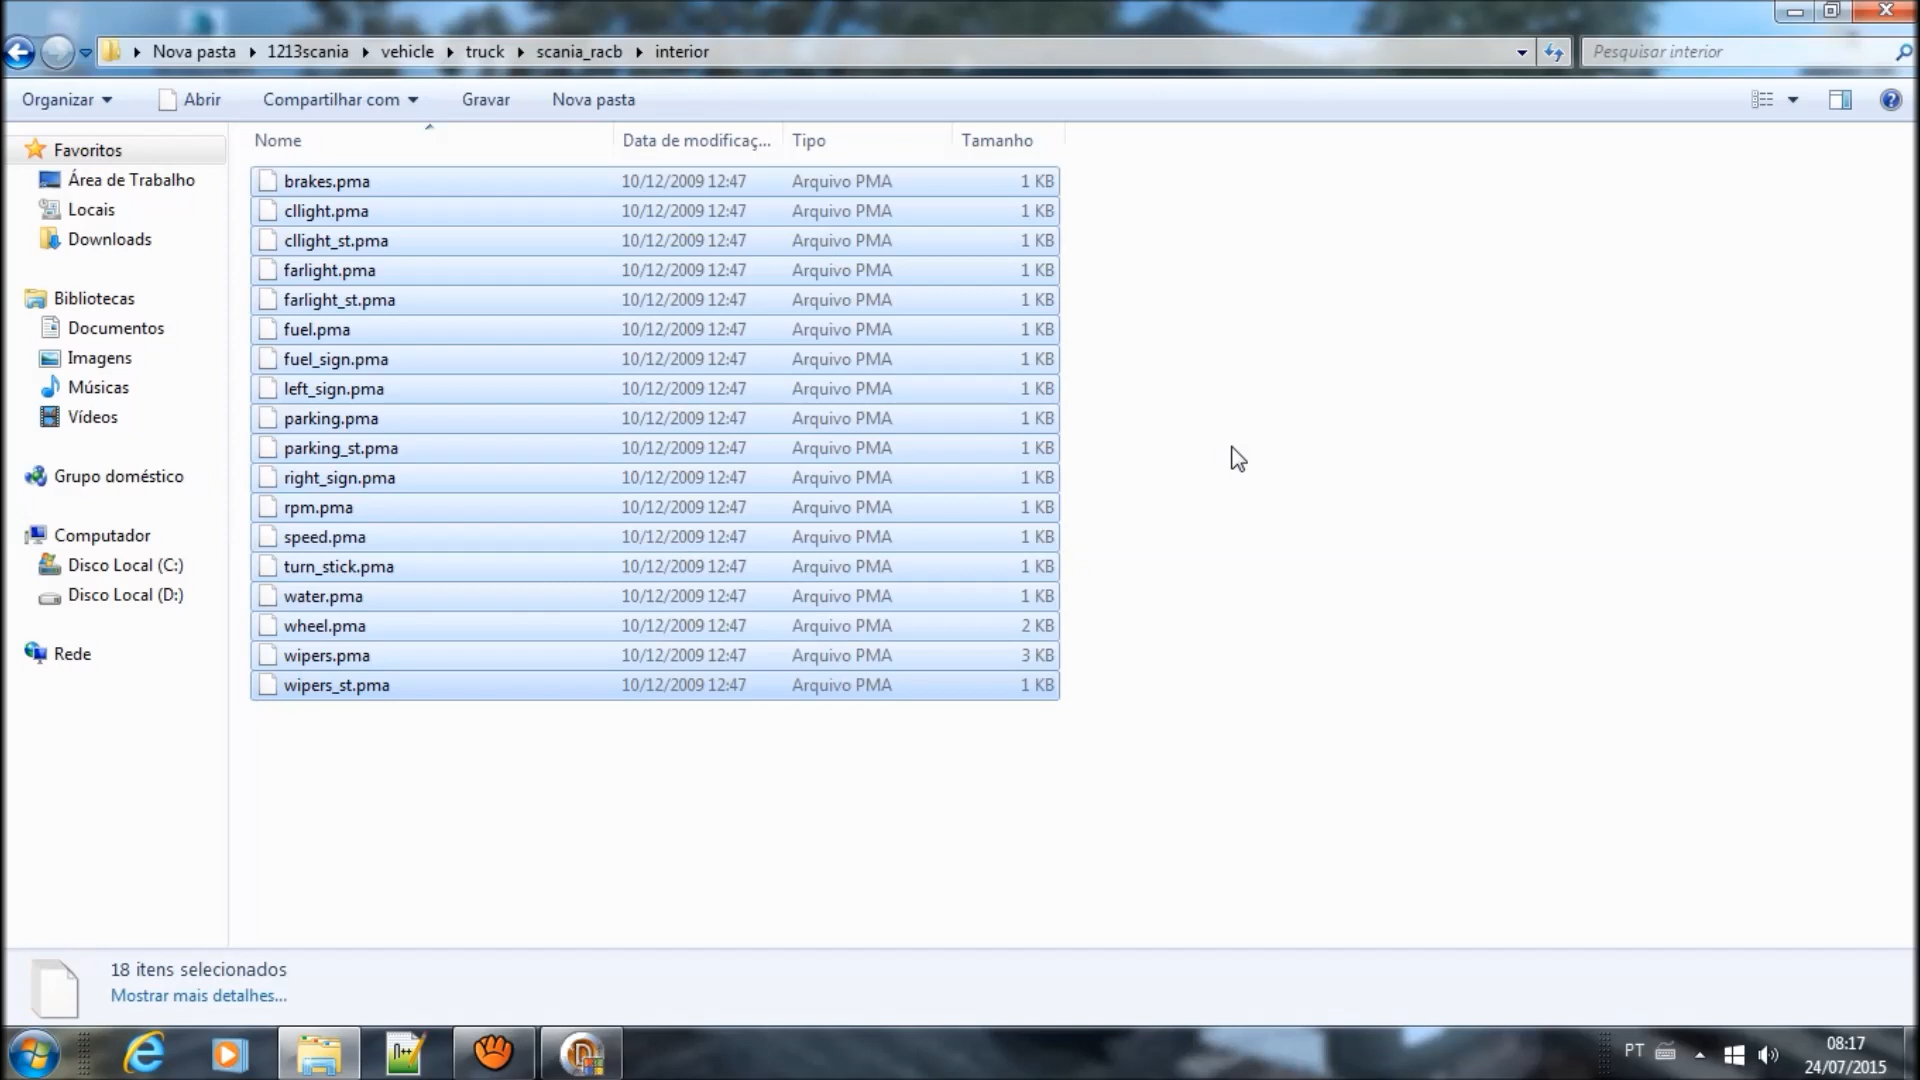 Nova pasta 1213scania vehicle truck scania_racb interior
Pesquisar interior
Organizar Abrir Compartilhar com Gravar Nova pasta
Nome Data de modificaç... Tipo Tamanho
Favoritos
Área de Trabalho
Locais
Downloads
Bibliotecas
Documentos
Imagens
Músicas
Vídeos
Grupo doméstico
Computador
Disco Local (C:)
Disco Local (D:)
Rede
brakes.pma 10/12/2009 12:47 Arquivo PMA 1 KB
cllight.pma 10/12/2009 12:47 Arquivo PMA 1 KB
cllight_st.pma 10/12/2009 12:47 Arquivo PMA 1 KB
farlight.pma 10/12/2009 12:47 Arquivo PMA 1 KB
farlight_st.pma 10/12/2009 12:47 Arquivo PMA 1 KB
fuel.pma 10/12/2009 12:47 Arquivo PMA 1 KB
fuel_sign.pma 10/12/2009 12:47 Arquivo PMA 1 KB
left_sign.pma 10/12/2009 12:47 Arquivo PMA 1 KB
parking.pma 10/12/2009 12:47 Arquivo PMA 1 KB
parking_st.pma 10/12/2009 12:47 Arquivo PMA 1 KB
right_sign.pma 10/12/2009 12:47 Arquivo PMA 1 KB
rpm.pma 10/12/2009 12:47 Arquivo PMA 1 KB
speed.pma 10/12/2009 12:47 Arquivo PMA 1 KB
turn_stick.pma 10/12/2009 12:47 Arquivo PMA 1 KB
water.pma 10/12/2009 12:47 Arquivo PMA 1 KB
wheel.pma 10/12/2009 12:47 Arquivo PMA 2 KB
wipers.pma 10/12/2009 12:47 Arquivo PMA 3 KB
wipers_st.pma 10/12/2009 12:47 Arquivo PMA 1 KB
18 itens selecionados
Mostrar mais detalhes...
PT
08:17
24/07/2015